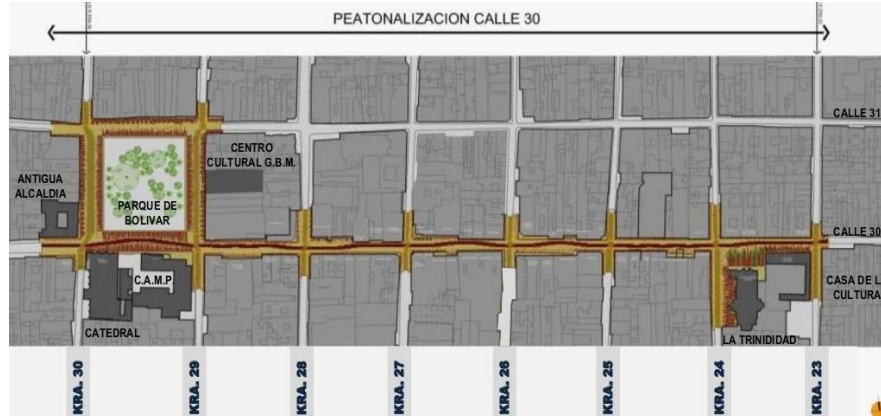 PEATONALIZACION CALLE 30
CALLE 31
CENTRO
CULTURAL G.B.M.
ANTIGUA
ALCALDIA
PARQUE DE
BOLIVAR
CALLE 30
C.A.M.P.
CASA DE L
CULTURA
CATEDRAL
LA TRINIDIDAD
KRA. 30
KRA. 29
KRA. 28
KRA. 27
KRA. 26
KRA. 25
KRA. 24
KRA. 23